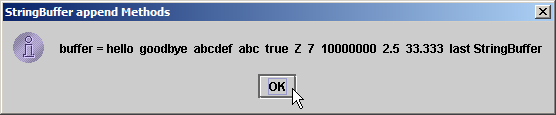 StringBuffer append Methods
buffer = hello goodbye abcdef abc true Z 7 10000000 2.5 33.333 last StringBuffer
OK